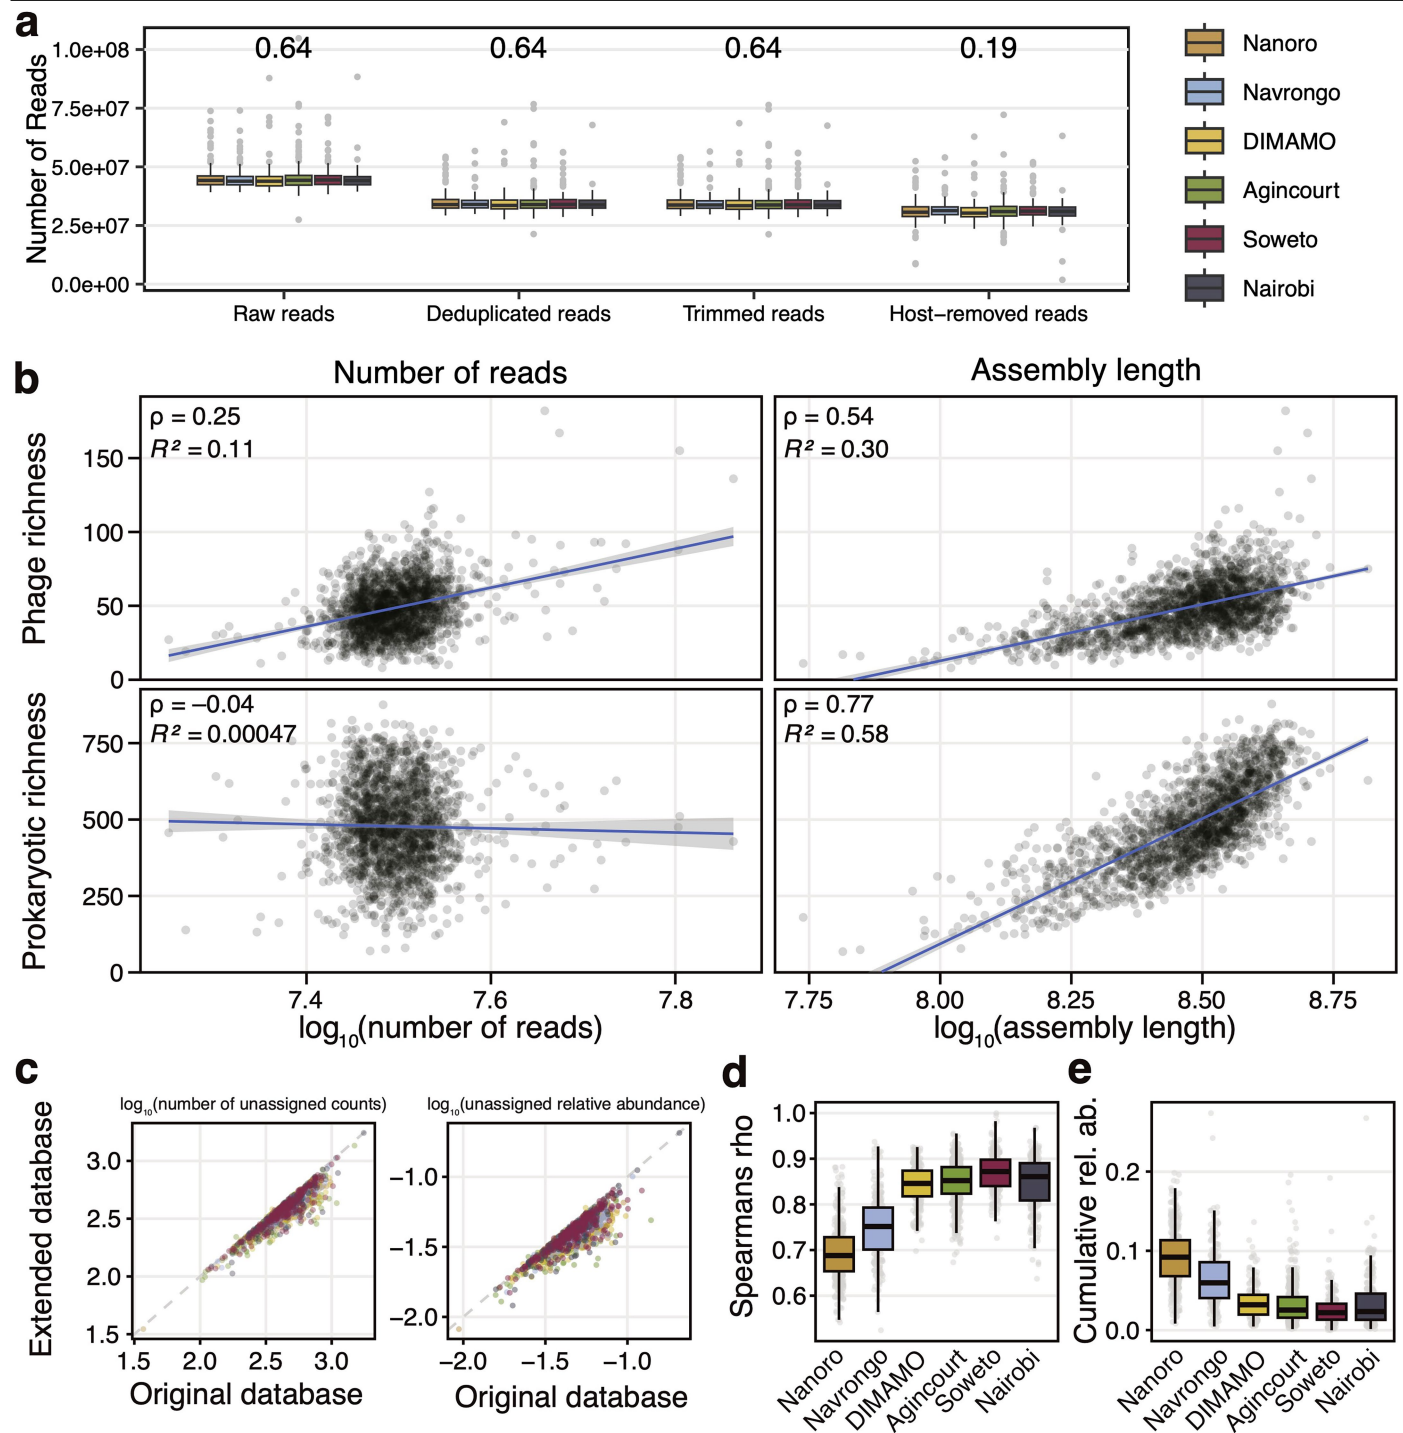 a
Number of Reads
1.0e+08
7.5e+07
5.0e+07
2.5e+07
0.0e+00
0.64
0.64
0.64
0.19
Raw reads
Deduplicated reads
Trimmed reads
Host–removed reads
Nanoro
Navrongo
DIMAMO
Agincourt
Soweto
Nairobi
b
Number of reads
Assembly length
Phage richness
150
100
50
0
ρ = 0.25
R² = 0.11
ρ = 0.54
R² = 0.30
Prokaryotic richness
750
500
250
0
ρ = –0.04
R² = 0.00047
ρ = 0.77
R² = 0.58
7.4
7.6
7.8
log₁₀(number of reads)
7.75
8.00
8.25
8.50
8.75
log₁₀(assembly length)
c
Extended database
log₁₀(number of unassigned counts)
3.0
2.5
2.0
1.5
1.5
2.0
2.5
3.0
Original database
log₁₀(unassigned relative abundance)
−1.0
−1.5
−2.0
−2.0
−1.5
−1.0
Original database
d
Spearmans rho
1.0
0.9
0.8
0.7
0.6
Nanoro
Navrongo
DIMAMO
Agincourt
Soweto
Nairobi
e
Cumulative rel. ab.
0.2
0.1
0.0
Nanoro
Navrongo
DIMAMO
Agincourt
Soweto
Nairobi